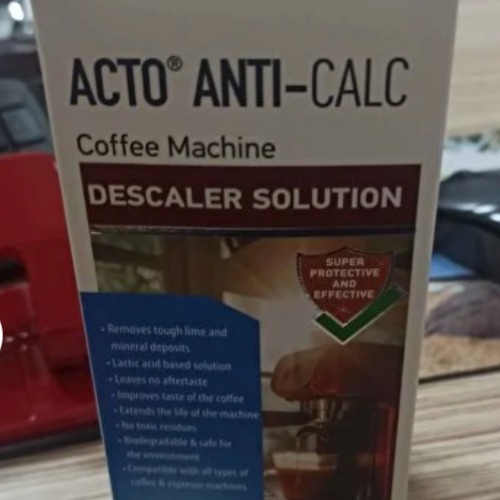 ACTO® ANTI-CALC
Coffee Machine
DESCALER SOLUTION
SUPER
PROTECTIVE
AND
EFFECTIVE
• Removes tough lime and
mineral deposits
• Lactic acid based solution
• Leaves no aftertaste
• Improves taste of the coffee
• Extends the life of the machine
• No toxic residues
• Biodegradable & safe for
the environment
• Compatible with all types of
coffee & espresso machines